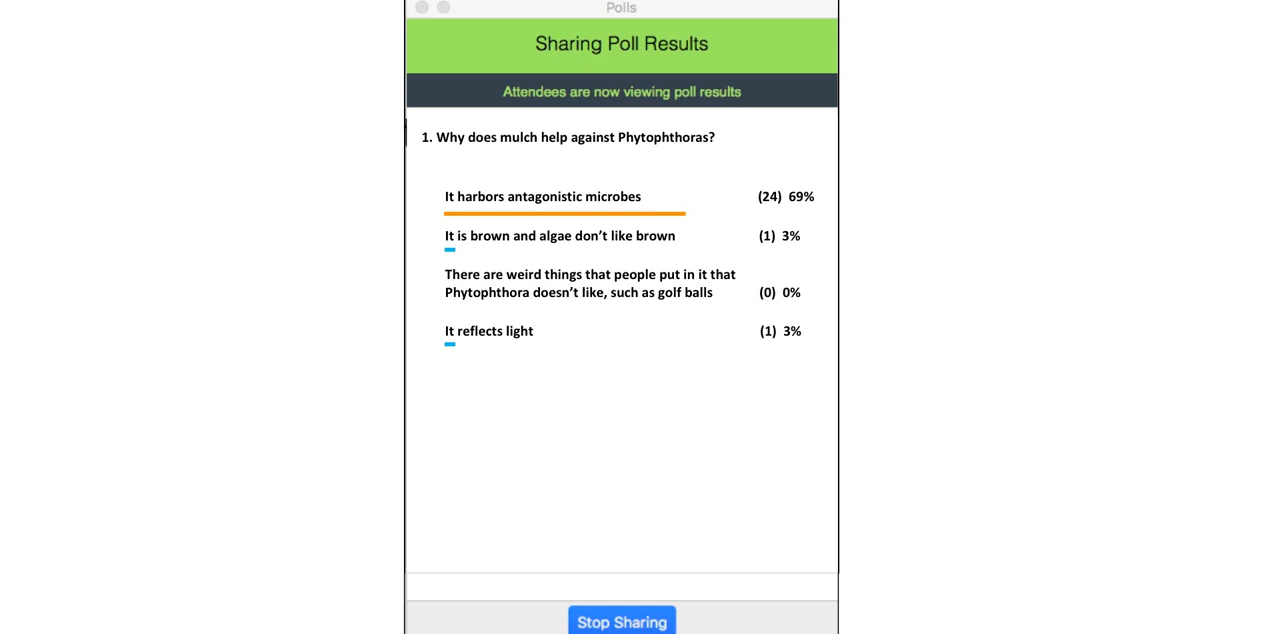 Polls
Sharing Poll Results
Attendees are now viewing poll results
1. Why does mulch help against Phytophthoras?
It harbors antagonistic microbes (24) 69%
It is brown and algae don’t like brown (1) 3%
There are weird things that people put in it that
Phytophthora doesn’t like, such as golf balls (0) 0%
It reflects light (1) 3%
Stop Sharing